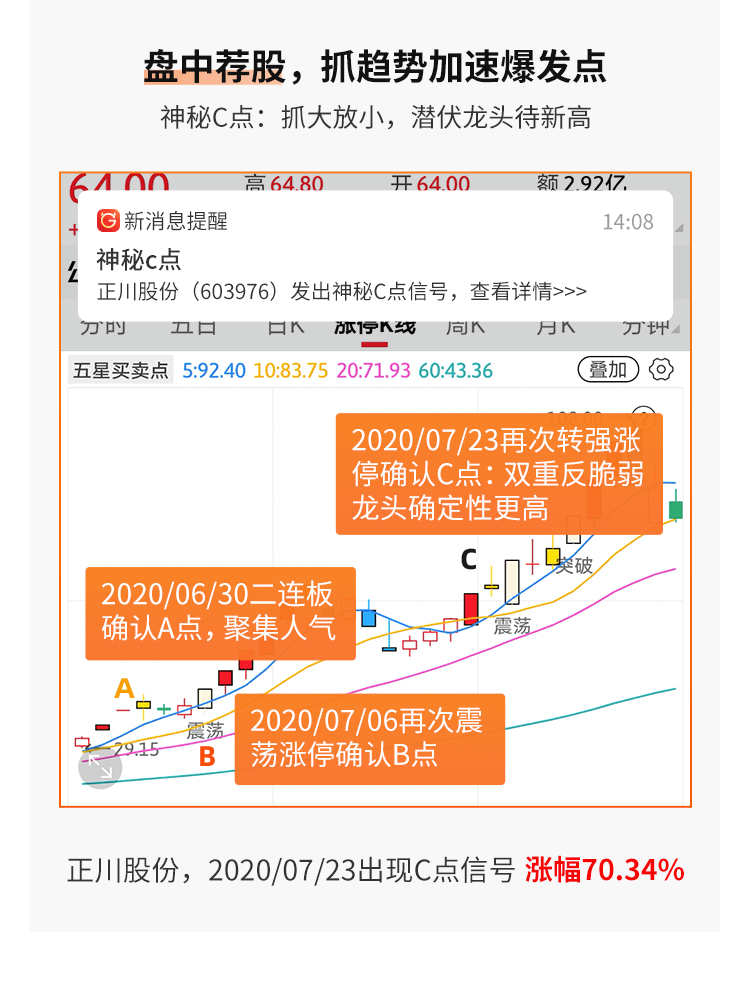 盘中荐股，抓趋势加速爆发点
神秘C点：抓大放小，潜伏龙头待新高
64.00
高 64.80 开 64.00 额 2.92亿
新消息提醒 14:08
神秘c点
正川股份（603976）发出神秘C点信号，查看详情>>>
分时 五日 日K 涨停K线 周K 月K 分钟
五星买卖点 5:92.40 10:83.75 20:71.93 60:43.36 叠加
2020/07/23再次转强涨
停确认C点：双重反脆弱
龙头确定性更高
C
突破
2020/06/30二连板
确认A点，聚集人气
震荡
A
2020/07/06再次震
荡涨停确认B点
震荡
29.15
B
正川股份，2020/07/23出现C点信号 涨幅70.34%